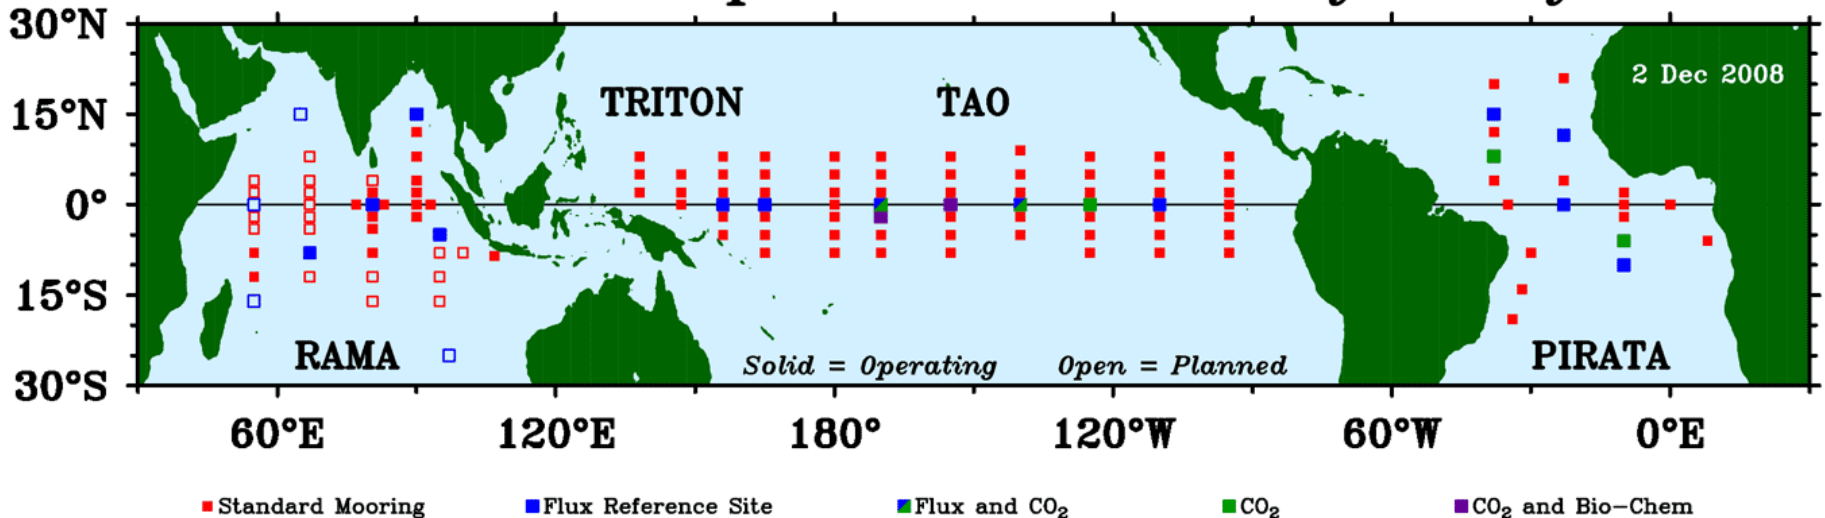 30°N
2 Dec 2008
15°N TRITON TAO
0°
15°S
RAMA Solid = Operating Open = Planned PIRATA
30°S
60°E 120°E 180° 120°W 60°W 0°E
Standard Mooring Flux Reference Site Flux and CO₂ CO₂ CO₂ and Bio-Chem